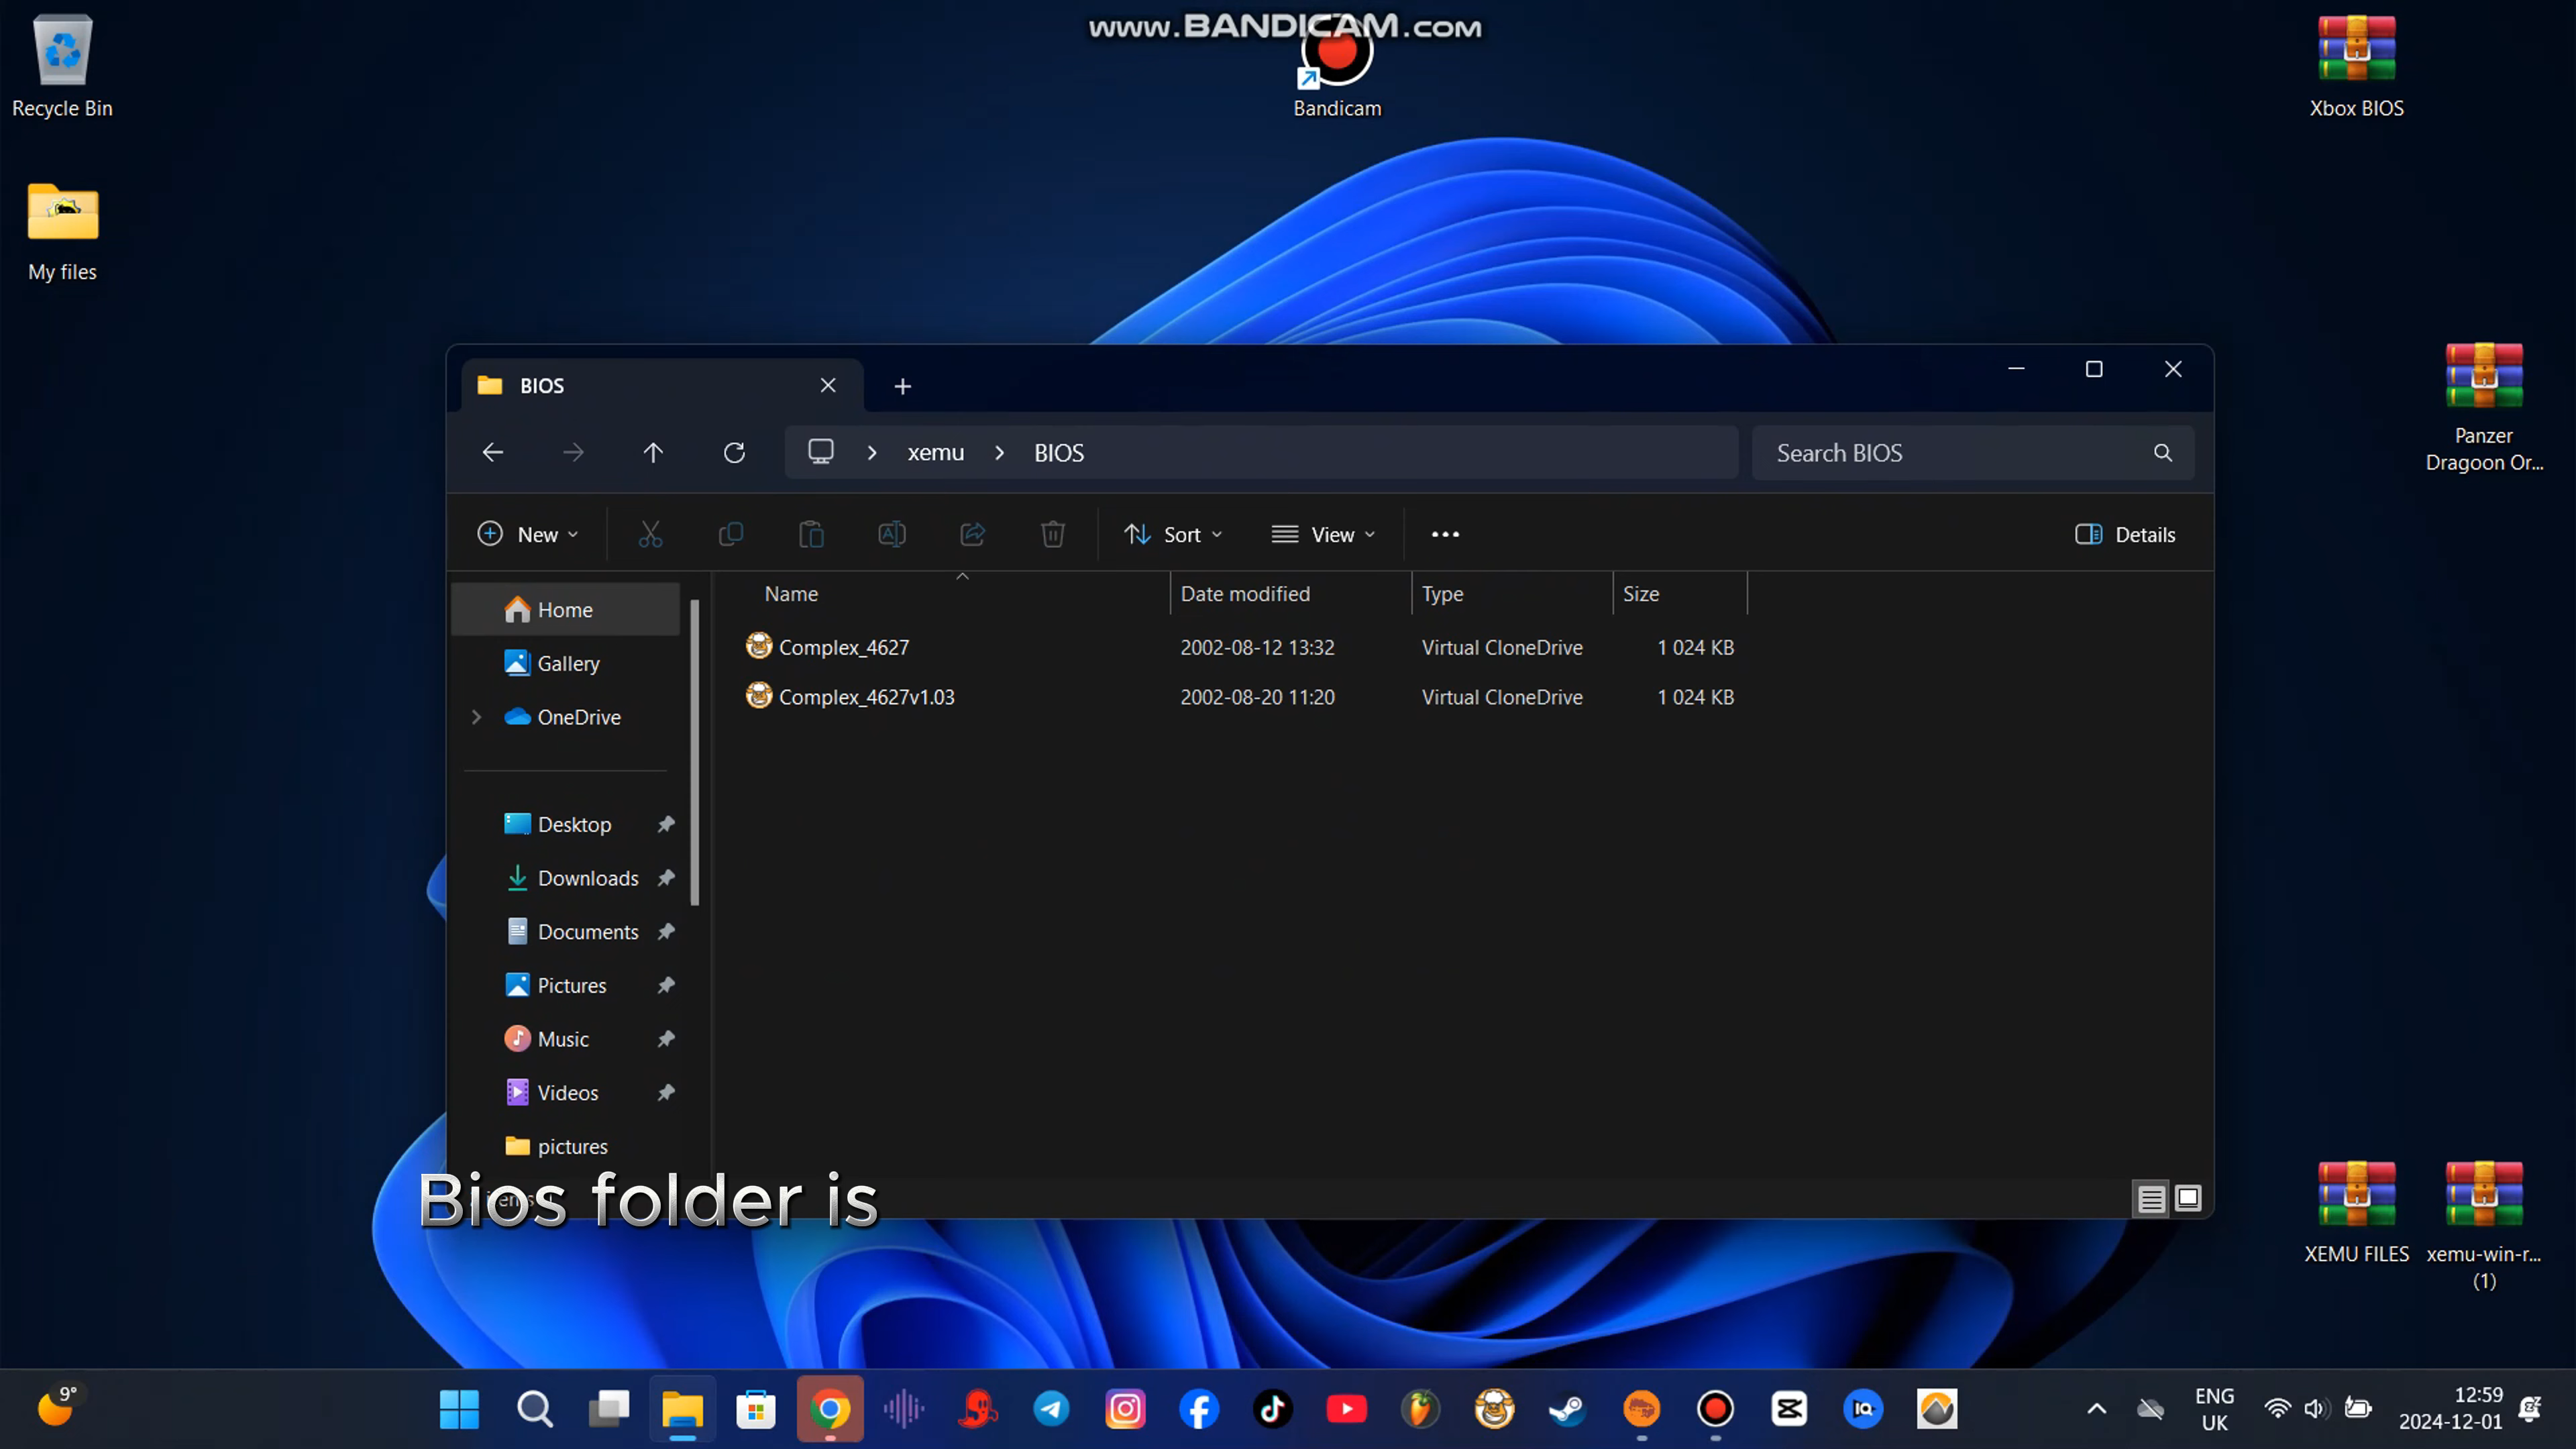 www.BANDICAM.com
Recycle Bin
Bandicam
Xbox BIOS
My files
BIOS
xemu
BIOS
Search BIOS
Panzer
Dragoon Or...
New
Sort
View
Details
Name
Date modified
Type
Size
Home
Complex_4627
2002-08-12 13:32
Virtual CloneDrive
1 024 KB
Gallery
Complex_4627v1.03
2002-08-20 11:20
Virtual CloneDrive
1 024 KB
OneDrive
Desktop
Downloads
Documents
Pictures
Music
Videos
pictures
Bios folder is
XEMU FILES
xemu-win-r...
(1)
9°
IQ
ENG
UK
12:59
2024-12-01